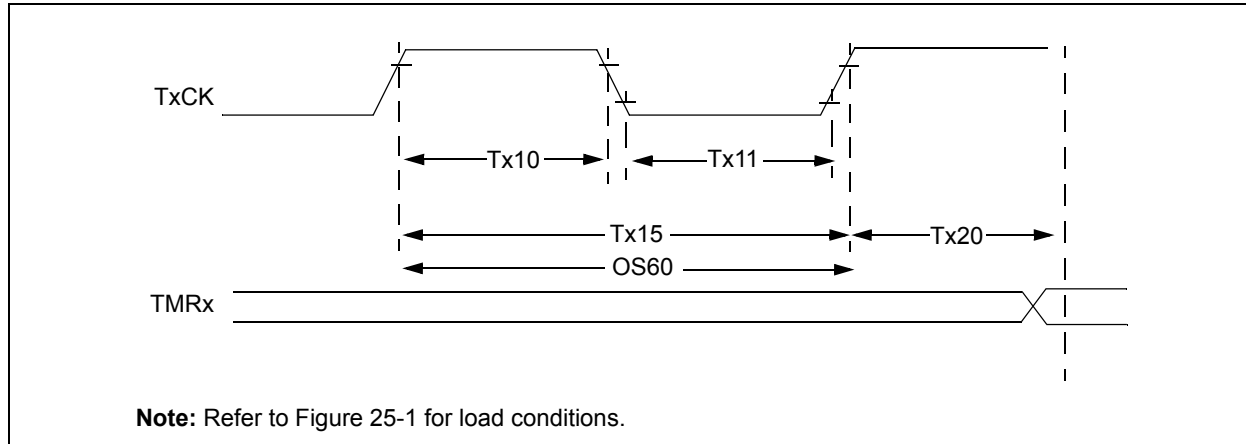 TxCK
Tx10
Tx11
Tx15
Tx20
OS60
TMRx
Note: Refer to Figure 25-1 for load conditions.